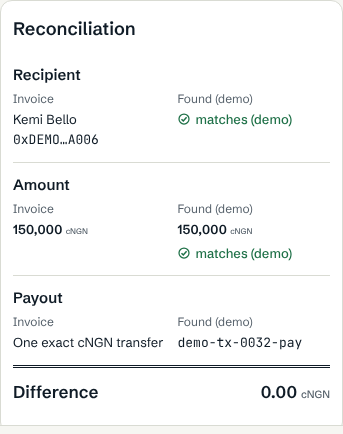 Reconciliation
Recipient
Invoice Found (demo)
Kemi Bello matches (demo)
0xDEMO…A006
Amount
Invoice Found (demo)
150,000 cNGN 150,000 cNGN
matches (demo)
Payout
Invoice Found (demo)
One exact cNGN transfer demo-tx-0032-pay
Difference 0.00 cNGN